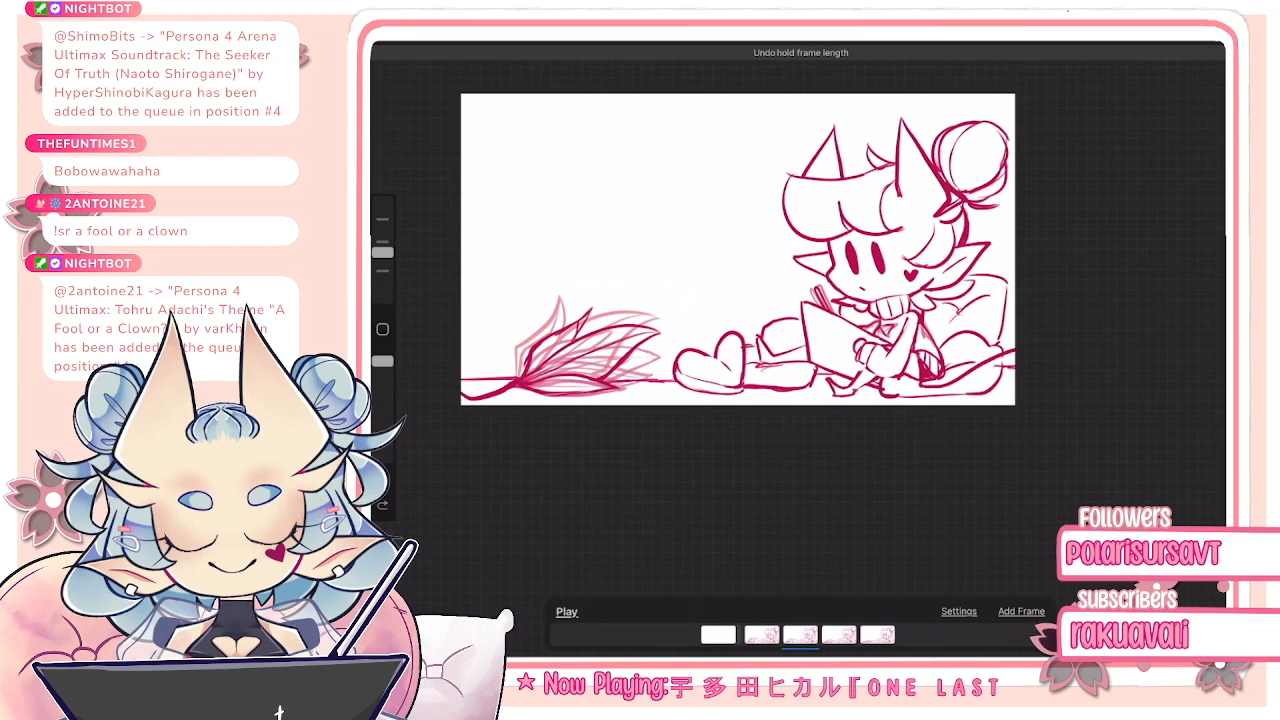 NIGHTBOT
@ShimoBits -> "Persona 4 Arena
Ultimax Soundtrack: The Seeker
Of Truth (Naoto Shirogane)" by
HyperShinobiKagura has been
added to the queue in position #4
THEFUNTIMES1
Bobowawahaha
2ANTOINE21
!sr a fool or a clown
NIGHTBOT
@2antoine21 -> "Persona 4
Ultimax: Tohru Adachi's Theme "A
Fool or a Clown? by
has been added the
Undo hold frame length
Play
Settings
Add Frame
Followers
polarisursaVT
subscribers
rakuavali
Now Playing:宇多田ヒカル『ONE LAST